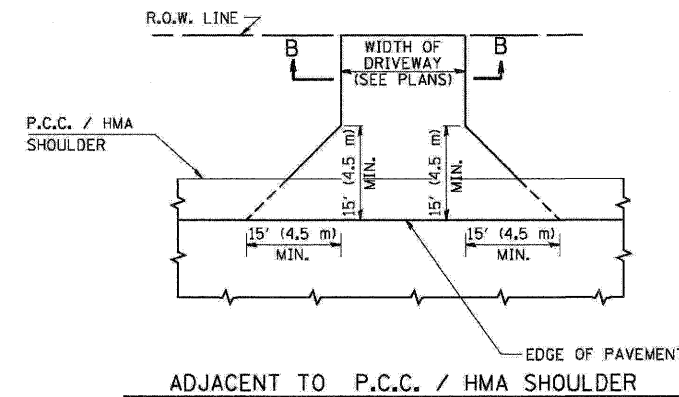 R.O.W. LINE
B
WIDTH OF
DRIVEWAY
(SEE PLANS)
B
P.C.C. / HMA
SHOULDER
15' (4.5 m)
MIN.
15' (4.5 m)
MIN.
15' (4.5 m)
MIN.
15' (4.5 m)
MIN.
EDGE OF PAVEMENT
ADJACENT TO P.C.C. / HMA SHOULDER